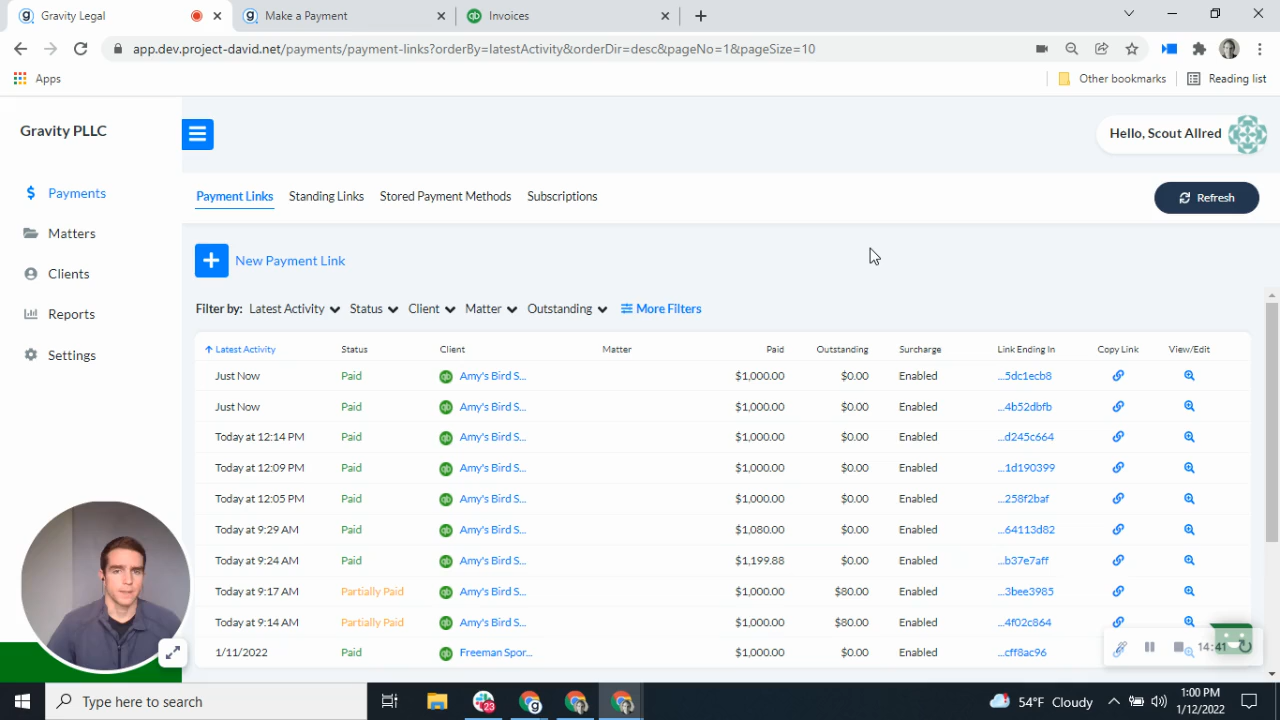 Gravity Legal
Make a Payment
Invoices
app.dev.project-david.net/payments/payment-links?orderBy=latestActivity&orderDir=desc&pageNo=1&pageSize=10
Apps
Other bookmarks
Reading list
Gravity PLLC
Hello, Scout Allred
Payments
Payment Links Standing Links Stored Payment Methods Subscriptions
Refresh
Matters
New Payment Link
Clients
Reports
Filter by: Latest Activity Status Client Matter Outstanding More Filters
Settings
Latest Activity Status Client Matter Paid Outstanding Surcharge Link Ending In Copy Link View/Edit
Just Now Paid qb Amy's Bird S... $1,000.00 $0.00 Enabled ...5dc1ecb8
Just Now Paid qb Amy's Bird S... $1,000.00 $0.00 Enabled ...4b52dbfb
Today at 12:14 PM Paid qb Amy's Bird S... $1,000.00 $0.00 Enabled ...d245c664
Today at 12:09 PM Paid qb Amy's Bird S... $1,000.00 $0.00 Enabled ...1d190399
Today at 12:05 PM Paid qb Amy's Bird S... $1,000.00 $0.00 Enabled ...258f2baf
Today at 9:29 AM Paid qb Amy's Bird S... $1,080.00 $0.00 Enabled ...64113d82
Today at 9:24 AM Paid qb Amy's Bird S... $1,199.88 $0.00 Enabled ...b37e7aff
Today at 9:17 AM Partially Paid qb Amy's Bird S... $1,000.00 $80.00 Enabled ...3bee3985
Today at 9:14 AM Partially Paid qb Amy's Bird S... $1,000.00 $80.00 Enabled ...4f02c864
1/11/2022 Paid qb Freeman Spor... $1,000.00 $0.00 Enabled ...cff8ac96
14:41
Type here to search
23
54°F Cloudy
1:00 PM
1/12/2022